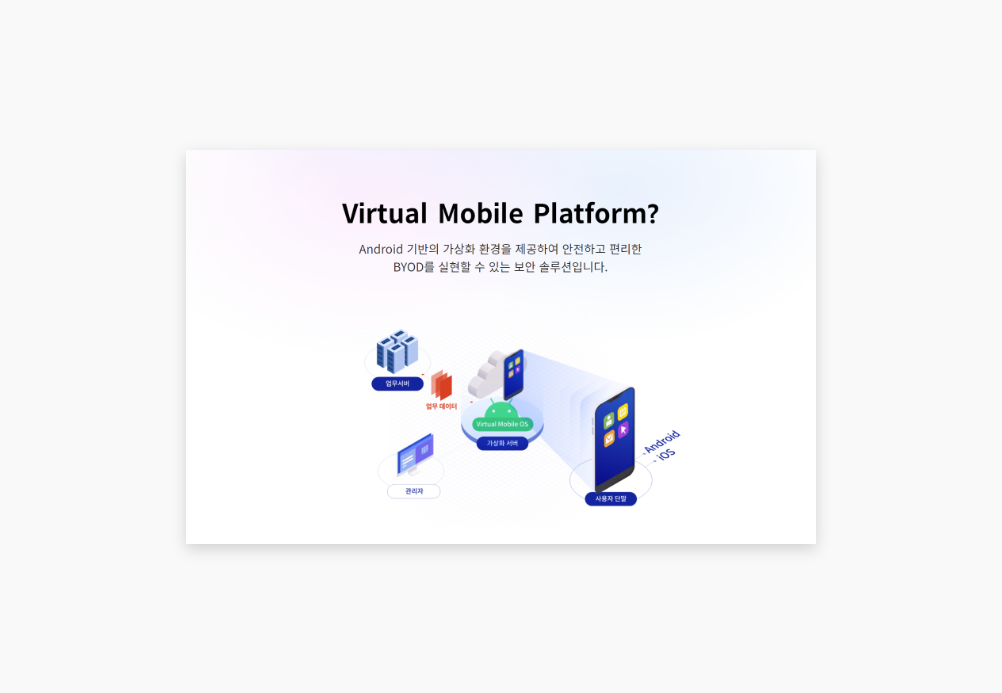 Virtual Mobile Platform?
Android 기반의 가상화 환경을 제공하여 안전하고 편리한
BYOD를 실현할 수 있는 보안 솔루션입니다.
업무서버
업무 데이터
Virtual Mobile OS
가상화 서버
관리자
- Android
- iOS
사용자 단말